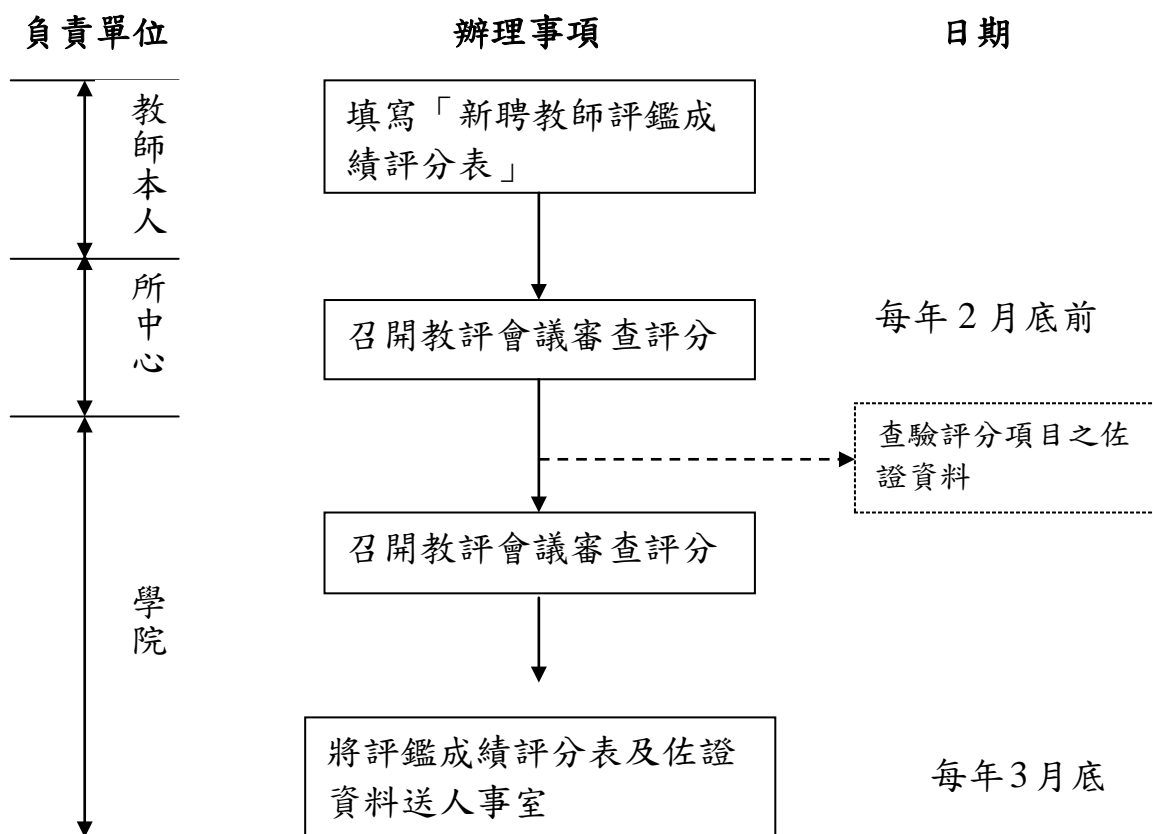 負責單位 辦理事項 日期
教師本人
填寫「新聘教師評鑑成
績評分表」
所中心
召開教評會議審查評分
每年2月底前
查驗評分項目之佐
證資料
召開教評會議審查評分
學院
將評鑑成績評分表及佐證
資料送人事室
每年3月底